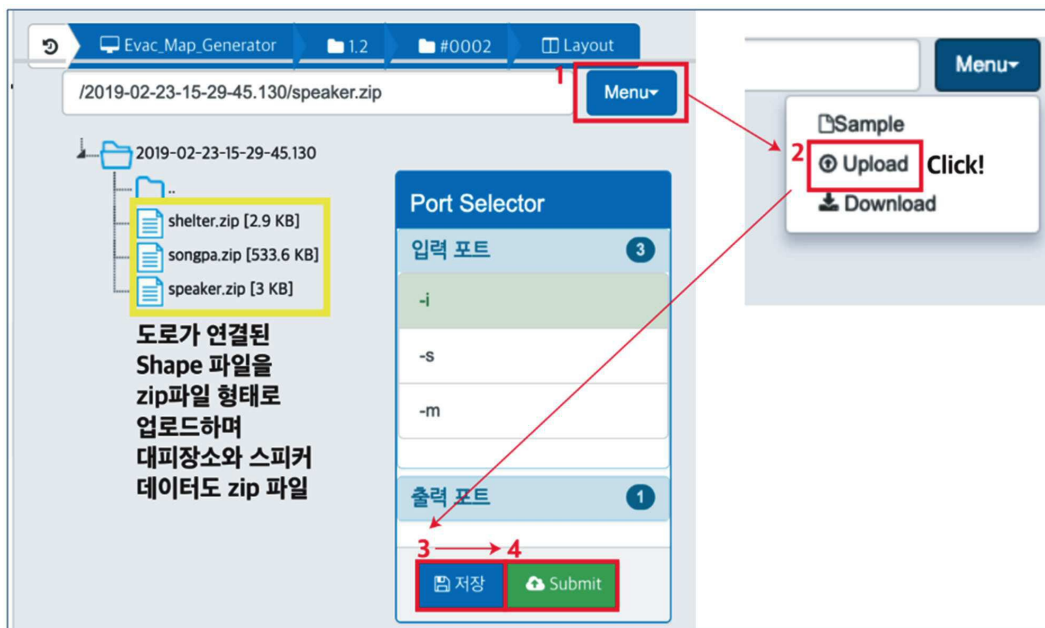 Evac_Map_Generator 1.2 #0002 Layout
/2019-02-23-15-29-45.130/speaker.zip
1
Menu
2019-02-23-15-29-45.130
..
shelter.zip [2.9 KB]
songpa.zip [533.6 KB]
speaker.zip [3 KB]
도로가 연결된
Shape 파일을
zip파일 형태로
업로드하며
대피장소와 스피커
데이터도 zip 파일
Port Selector
입력 포트 3
-i
-s
-m
출력 포트 1
3 4
저장 Submit
Menu
Sample
2 Upload Click!
Download